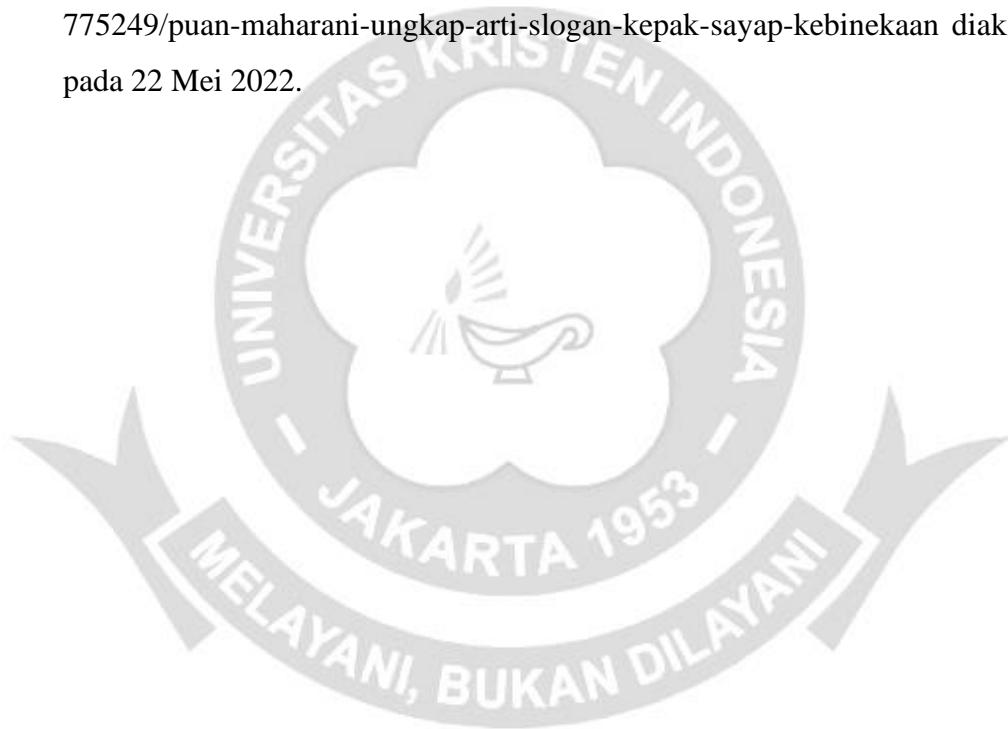 775249/puan-maharani-ungkap-arti-slogan-kepak-sayap-kebinekaan diak
pada 22 Mei 2022.
UNIVERSITAS KRISTEN INDONESIA
- JAKARTA 1953 -
MELAYANI, BUKAN DILAYANI